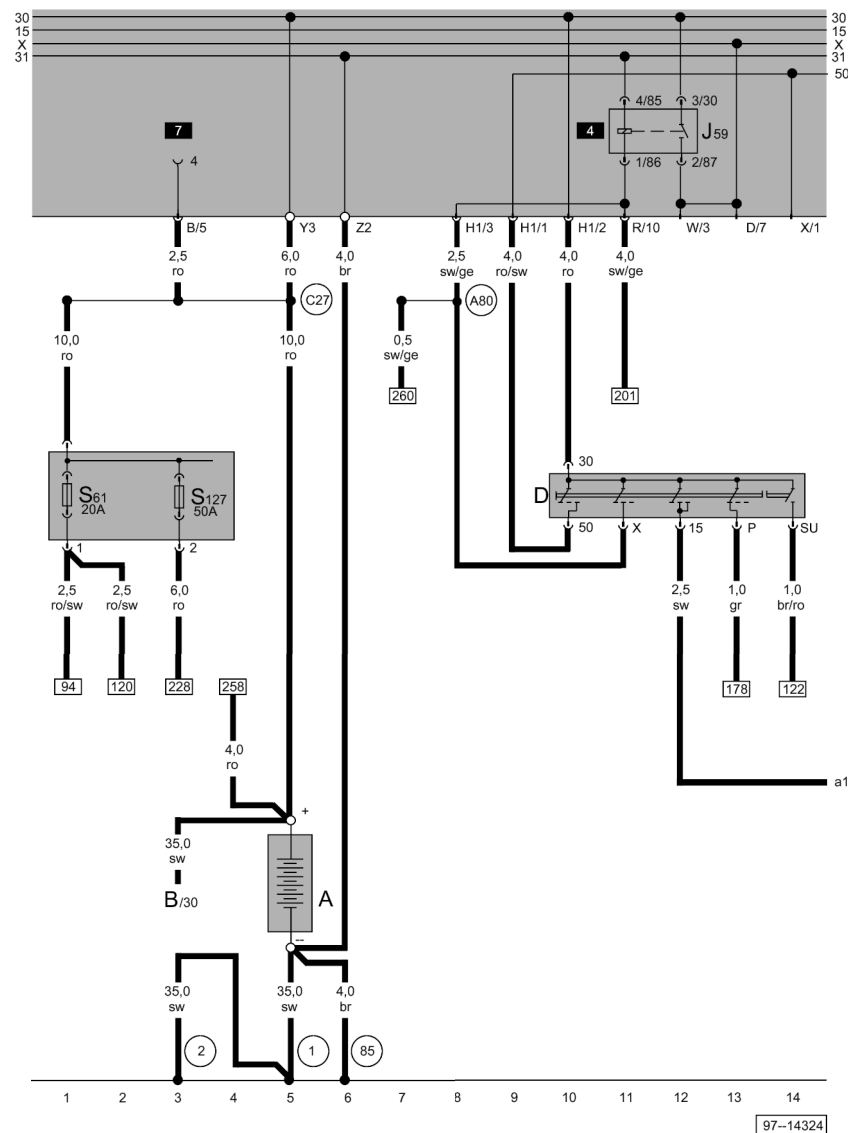 30 30
15 15
X X
31 31
50
4/85 3/30
7 4 J59
4
1/86 2/87
B/5 Y3 Z2 H1/3 H1/1 H1/2 R/10 W/3 D/7 X/1
2,5 6,0 4,0 2,5 4,0 4,0 4,0
ro ro br sw/ge ro/sw ro sw/ge
C27 A80
10,0 10,0 0,5
ro ro sw/ge
260 201
30
S61 S127 D
20A 50A
50 X 15 P SU
1 2
2,5 2,5 6,0 2,5 1,0 1,0
ro/sw ro/sw ro sw gr br/ro
94 120 228 258 178 122
4,0
ro
a1
+
35,0
sw
B/30 A
--
35,0 35,0 4,0
sw sw br
2 1 85
1 2 3 4 5 6 7 8 9 10 11 12 13 14
97--14324